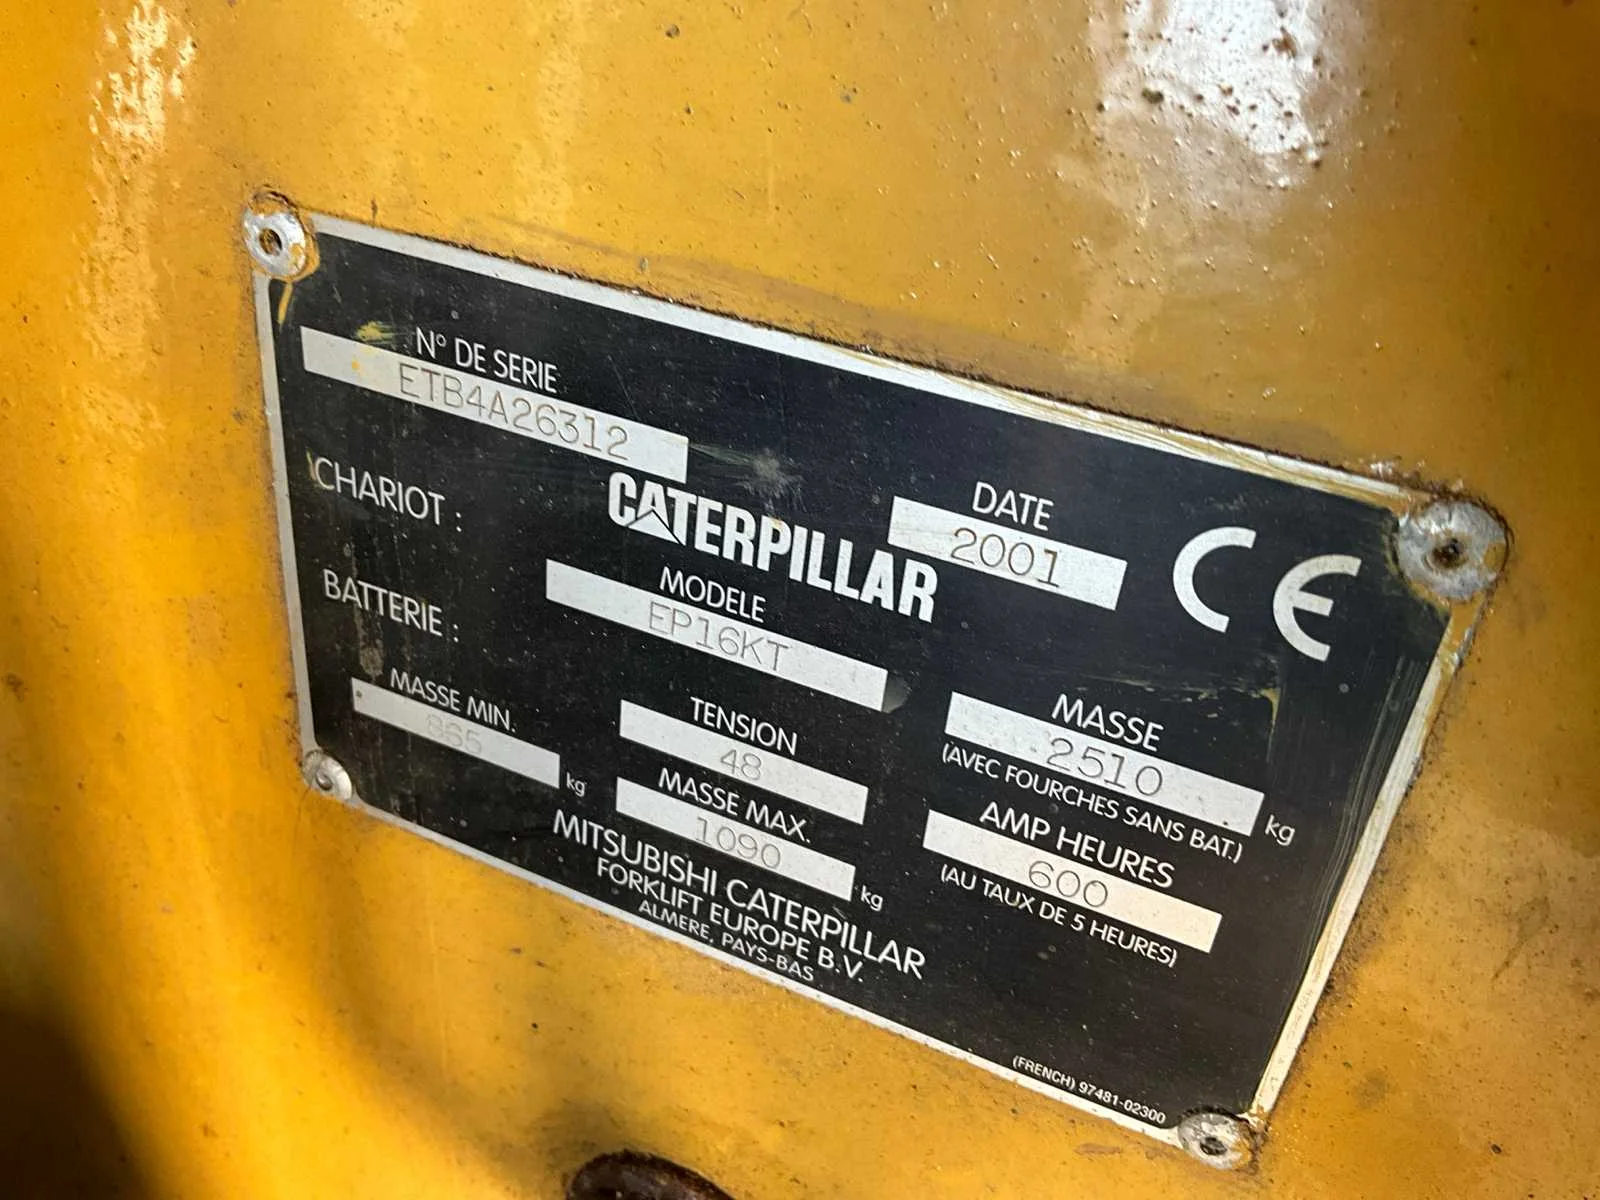 N° DE SERIE
ETB4A26312
DATE
2001
CE
CHARIOT :
CATERPILLAR
MODELE
EP16KT
MASSE
2510 kg
(AVEC FOURCHES SANS BAT.)
BATTERIE :
TENSION
48
AMP HEURES
600
(AU TAUX DE 5 HEURES)
MASSE MIN.
865 kg
MASSE MAX.
1090 kg
MITSUBISHI CATERPILLAR
FORKLIFT EUROPE B.V.
ALMERE, PAYS-BAS
(FRENCH) 97481-02300